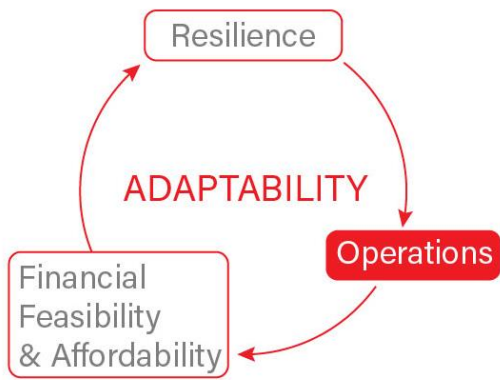 Resilience
ADAPTABILITY
Operations
Financial
Feasibility
& Affordability